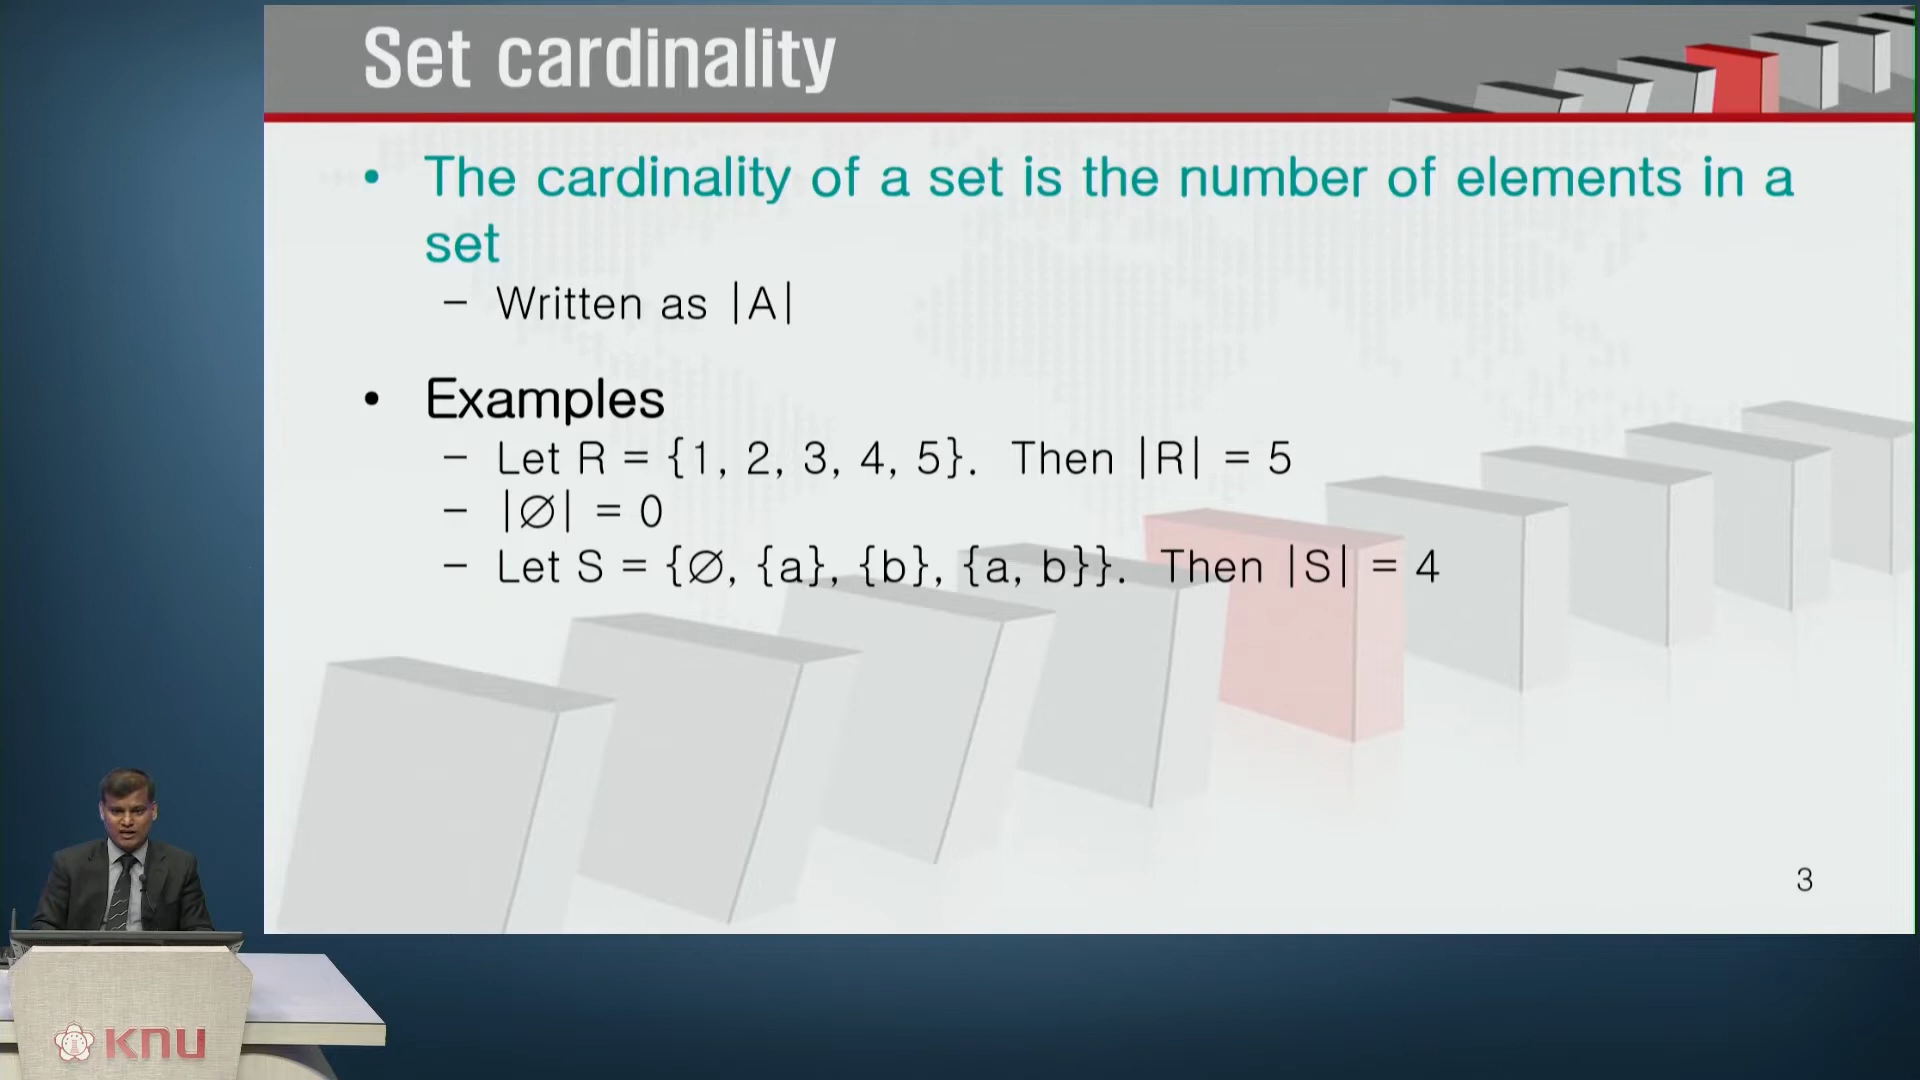 Set cardinality
• The cardinality of a set is the number of elements in a
set
– Written as |A|
• Examples
– Let R = {1, 2, 3, 4, 5}. Then |R| = 5
– |∅| = 0
– Let S = {∅, {a}, {b}, {a, b}}. Then |S| = 4
3
KNU